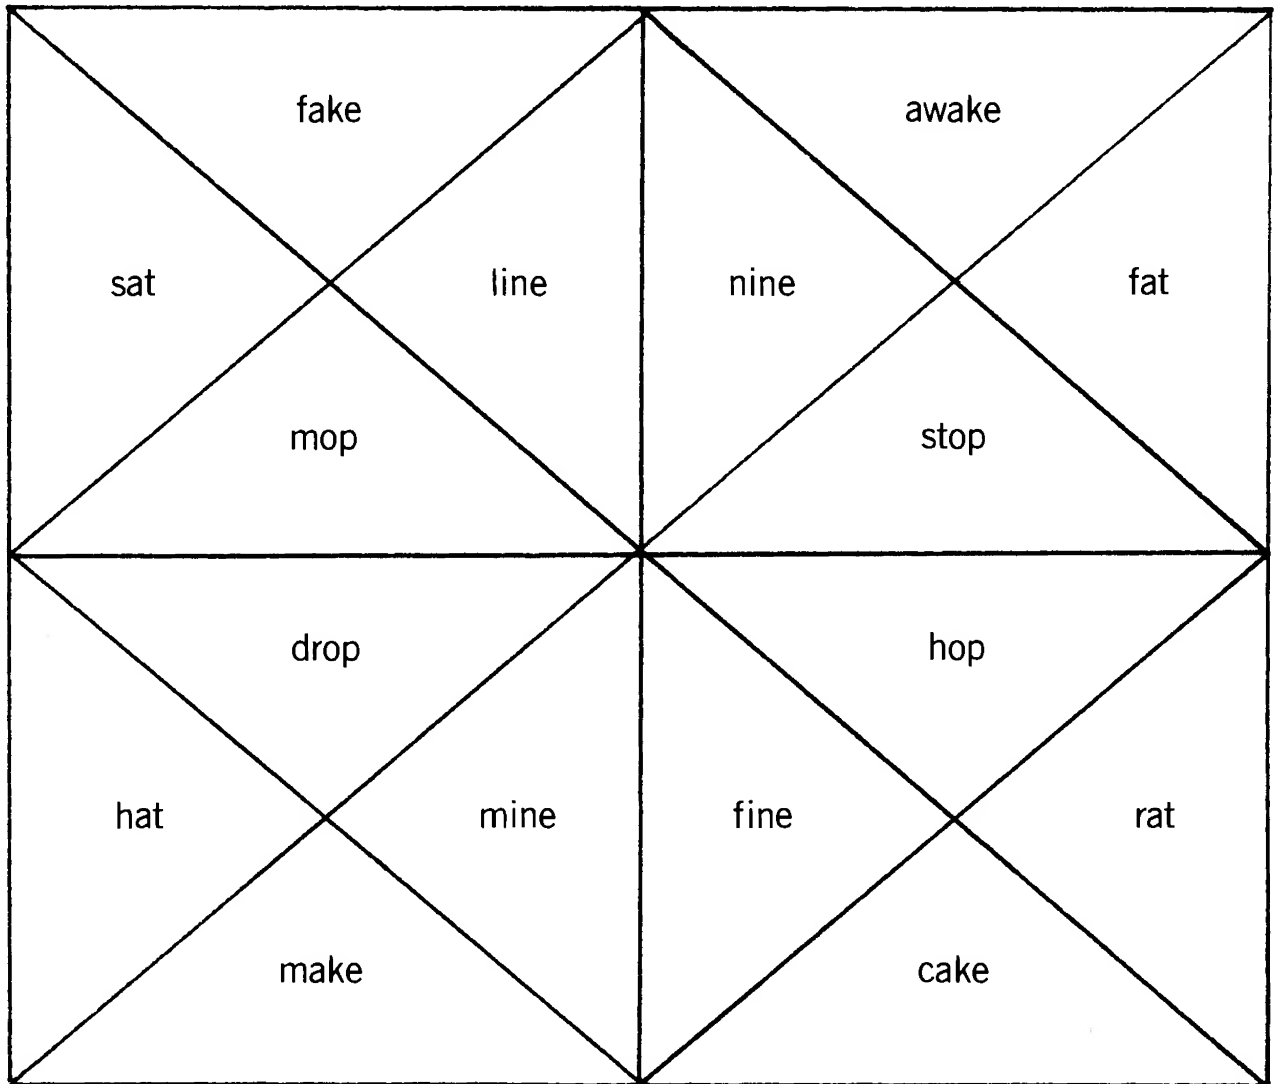 fake
awake
sat
line
nine
fat
mop
stop
drop
hop
hat
mine
fine
rat
make
cake